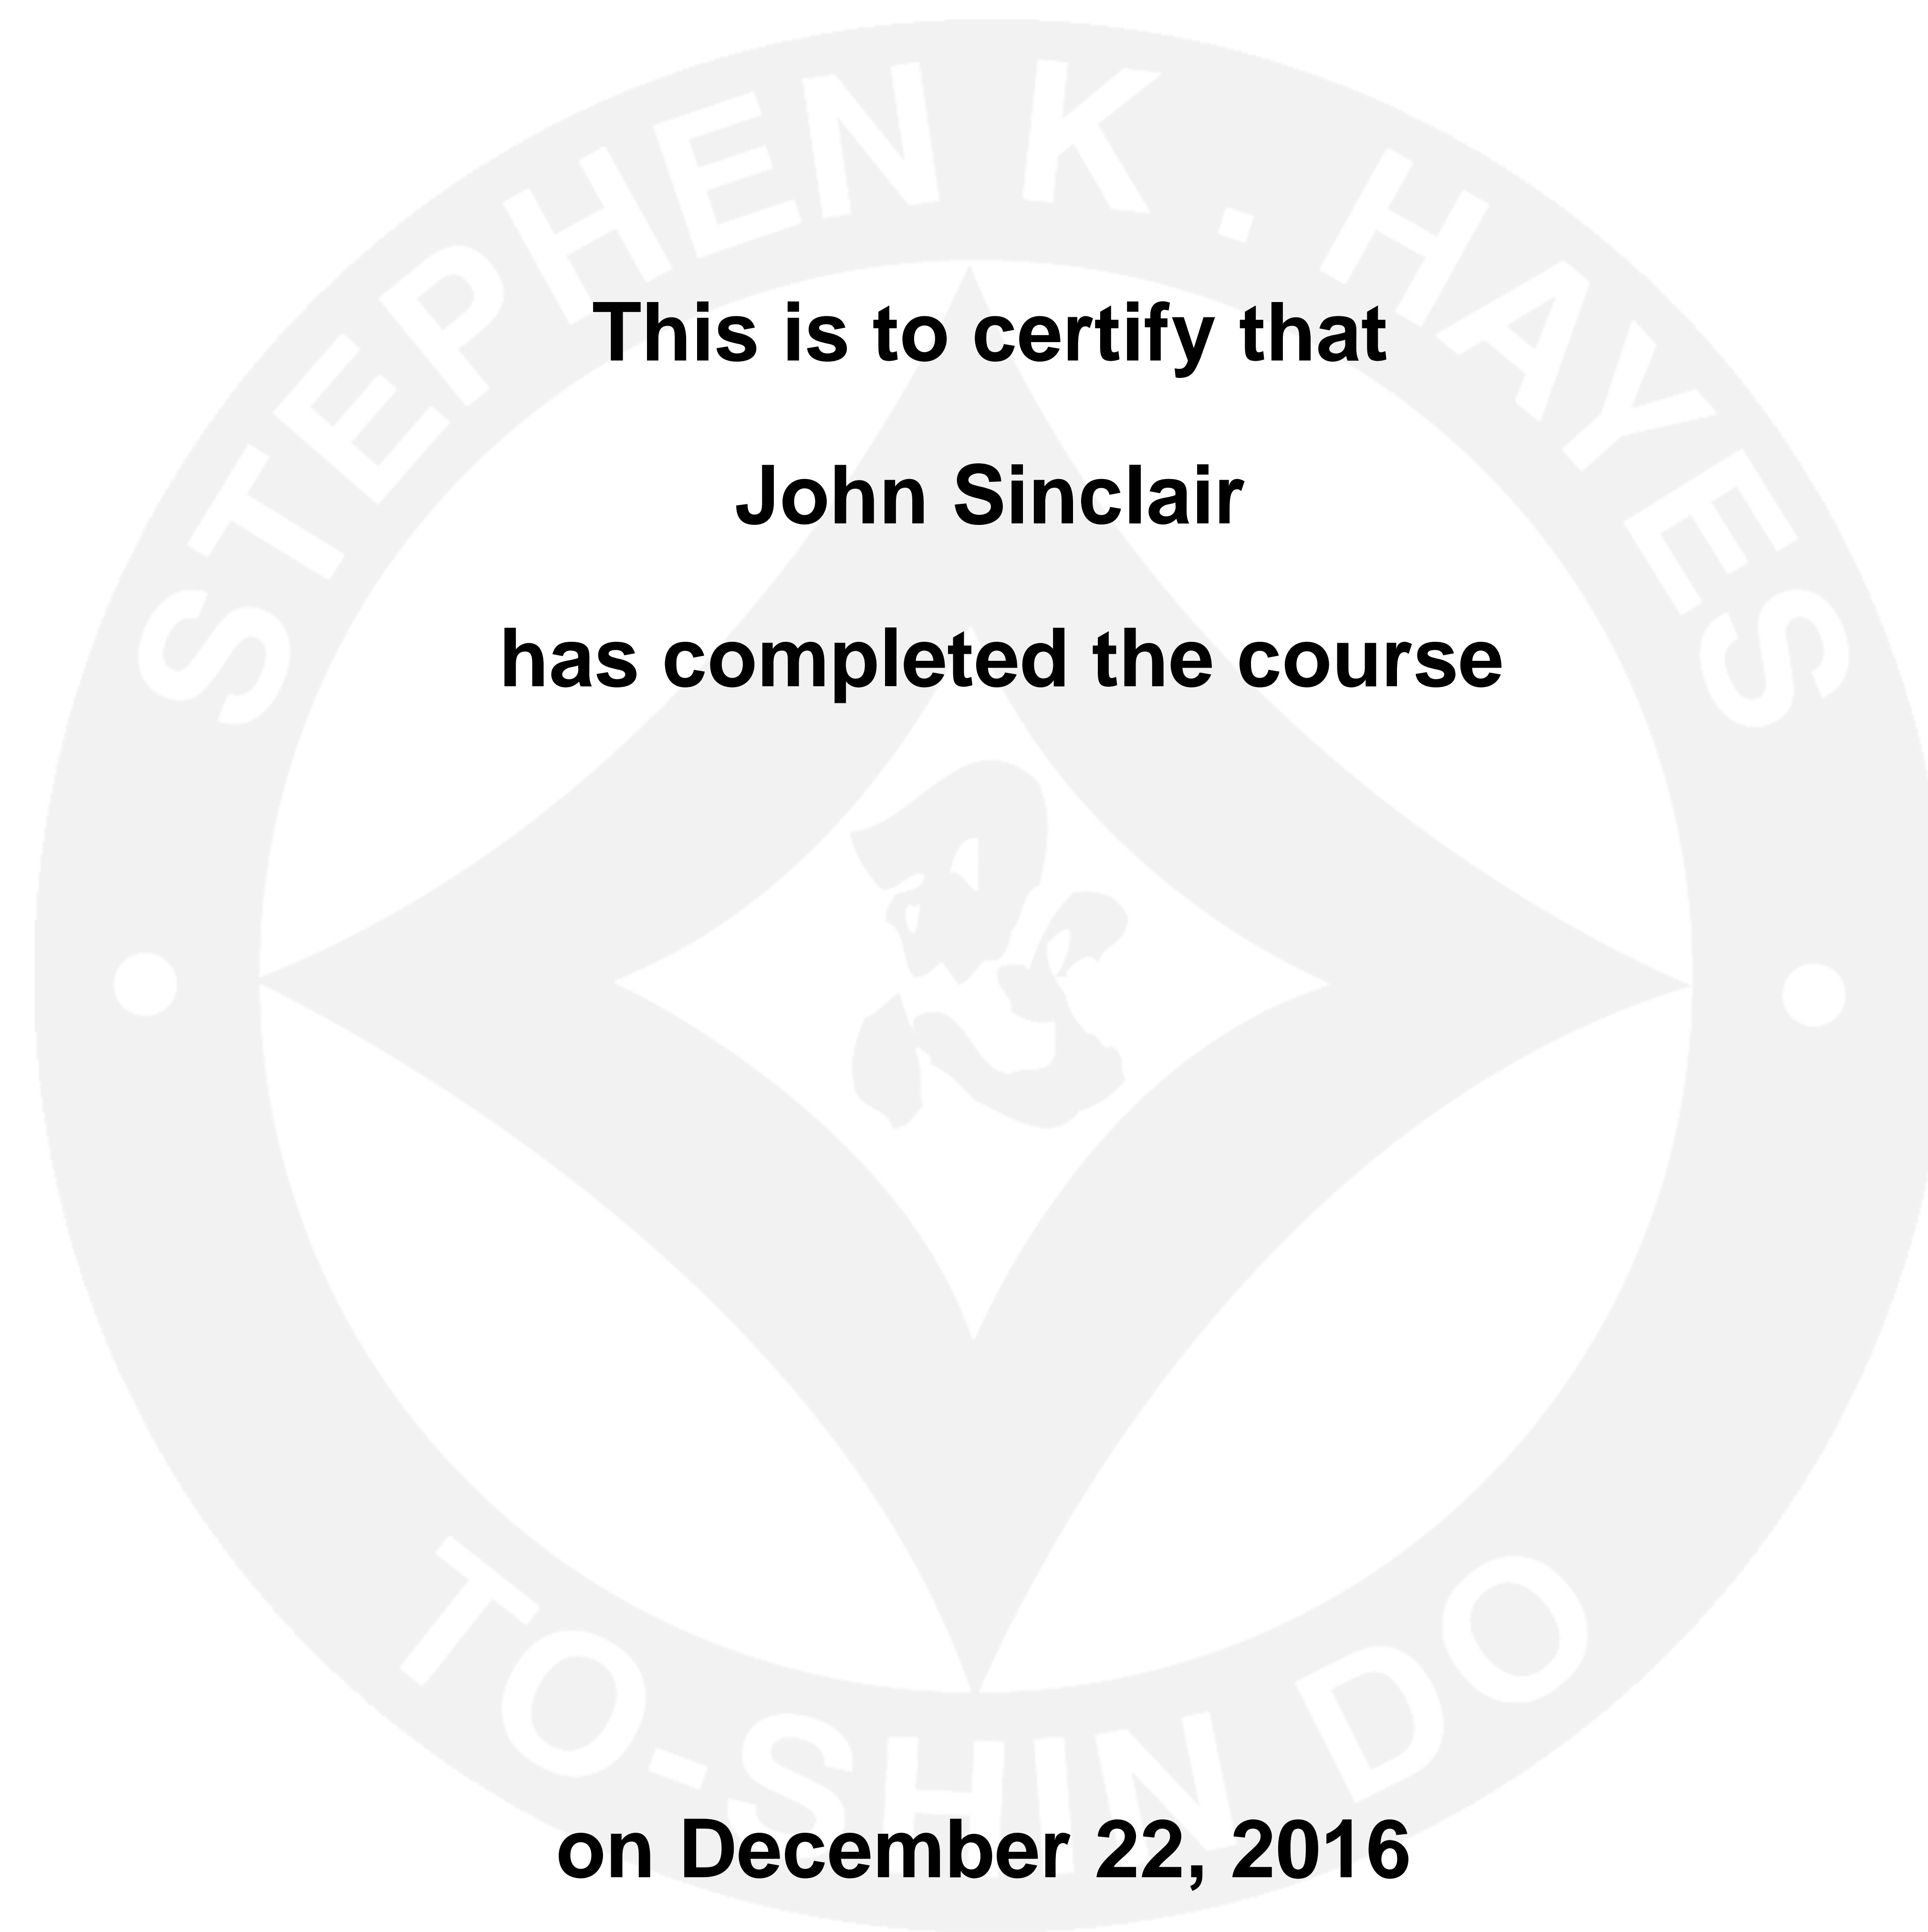 STEPHEN K. HAYES
This is to certify that
John Sinclair
has completed the course
忍
TO-SHIN DO
on December 22, 2016